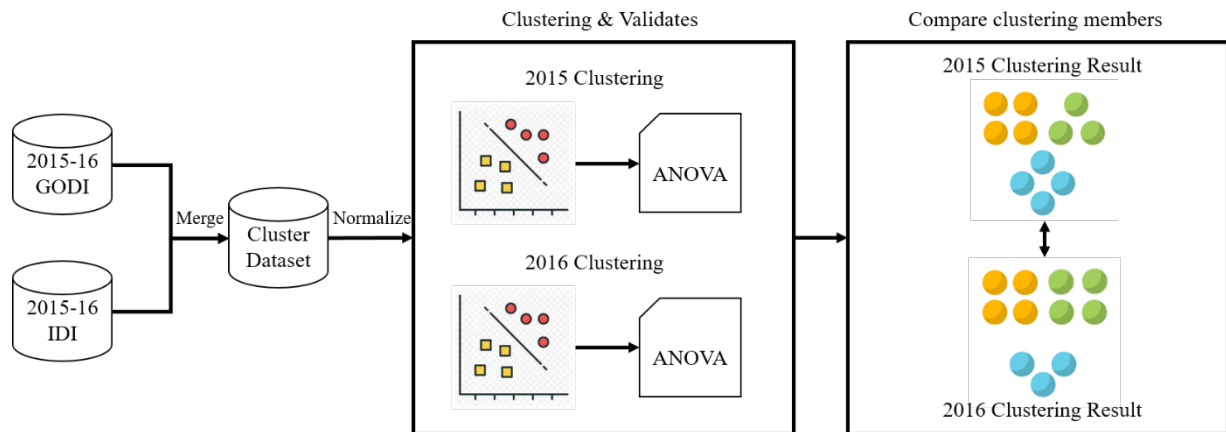 Clustering & Validates
Compare clustering members
2015-16
GODI
2015-16
IDI
Merge
Cluster
Dataset
Normalize
2015 Clustering
ANOVA
2016 Clustering
ANOVA
2015 Clustering Result
2016 Clustering Result